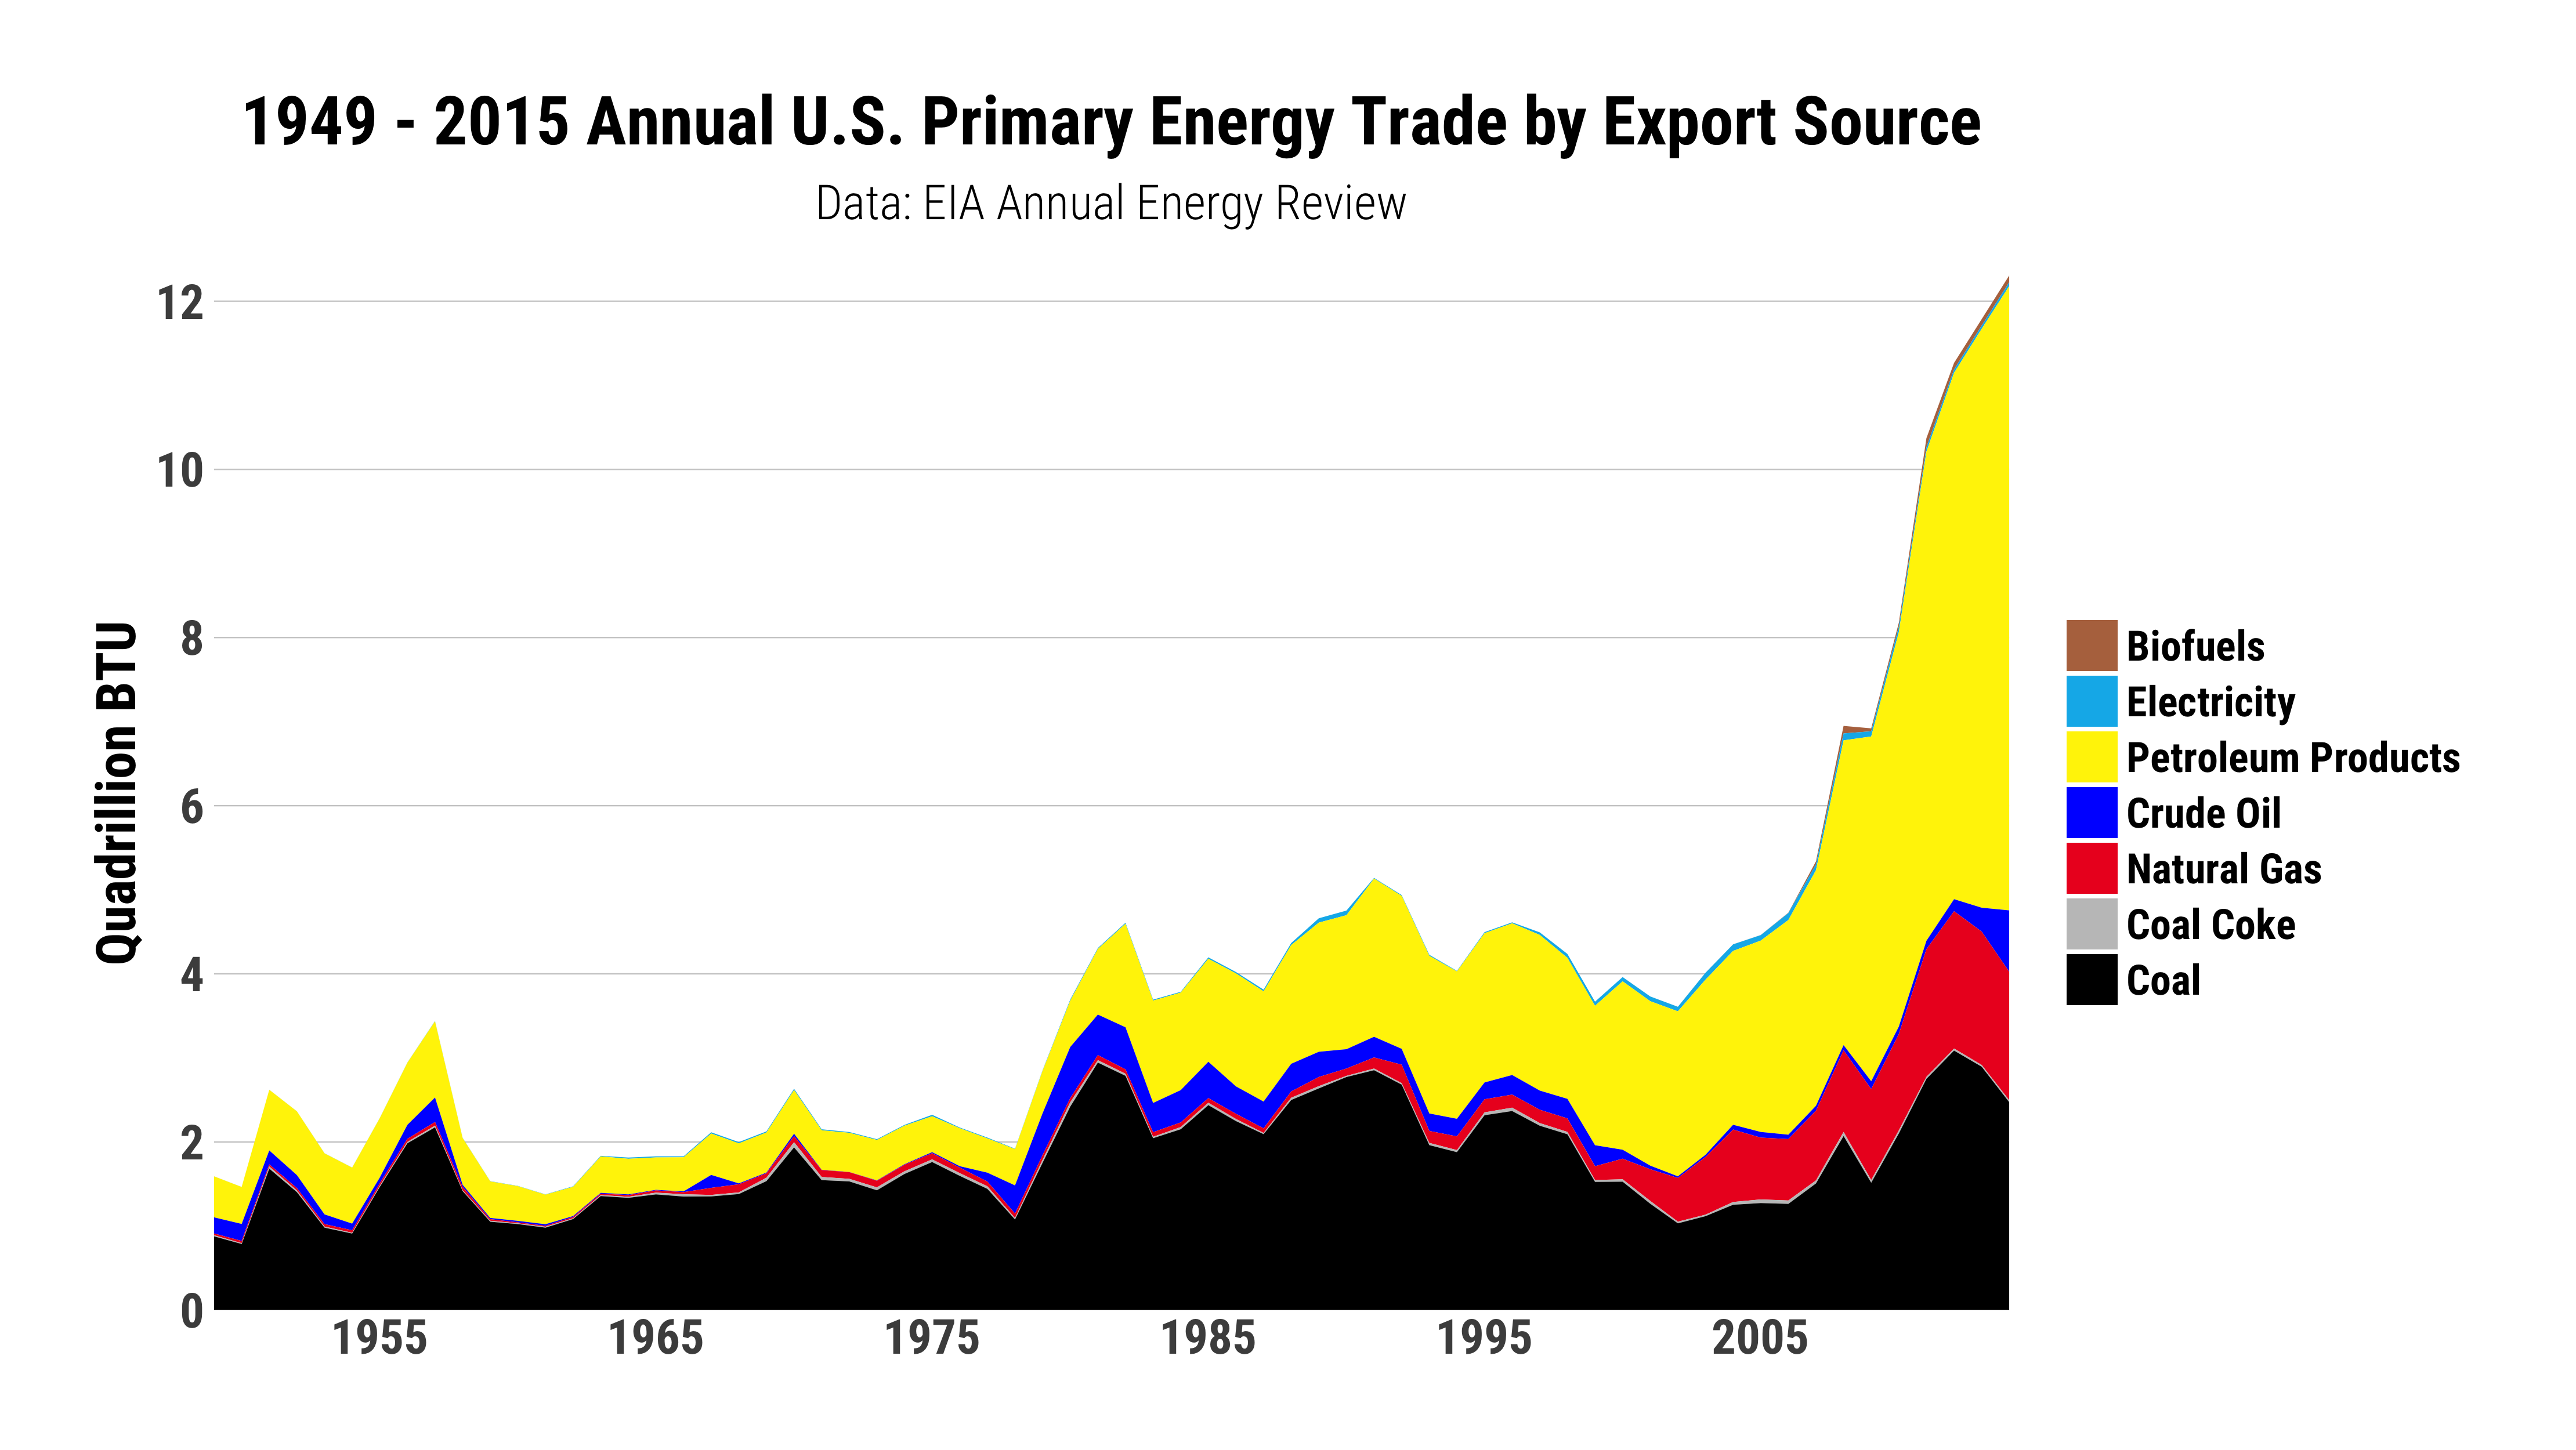 1949 - 2015 Annual U.S. Primary Energy Trade by Export Source
Data: EIA Annual Energy Review
Quadrillion BTU
12
10
8
6
4
2
0
1955 1965 1975 1985 1995 2005
Biofuels
Electricity
Petroleum Products
Crude Oil
Natural Gas
Coal Coke
Coal